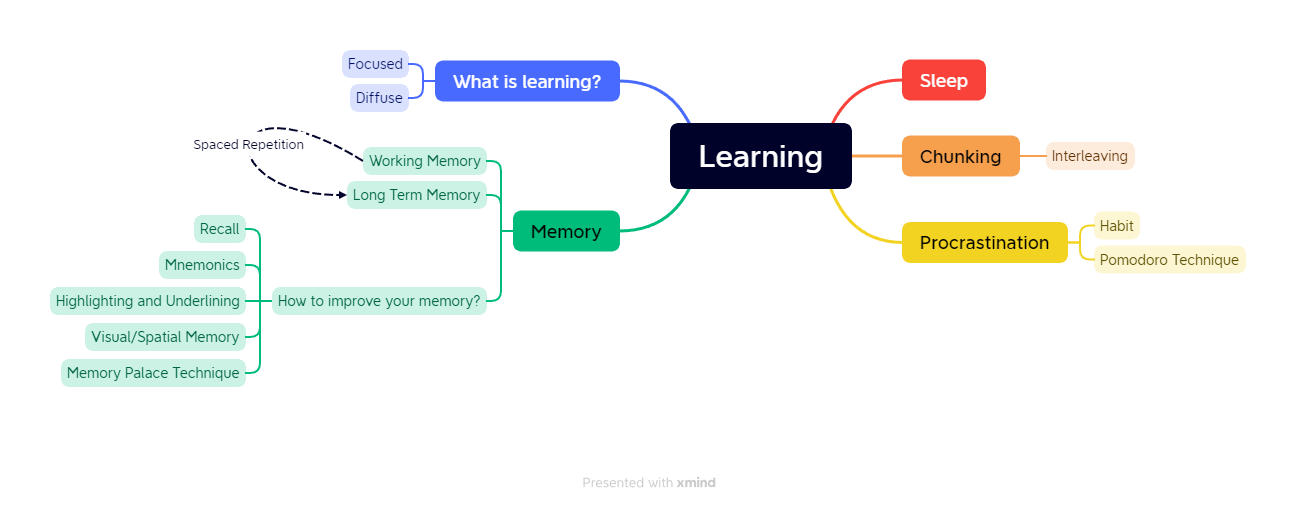 Learning
What is learning?
Focused
Diffuse
Memory
Working Memory
Spaced Repetition
Long Term Memory
How to improve your memory?
Recall
Mnemonics
Highlighting and Underlining
Visual/Spatial Memory
Memory Palace Technique
Sleep
Chunking
Interleaving
Procrastination
Habit
Pomodoro Technique
Presented with xmind